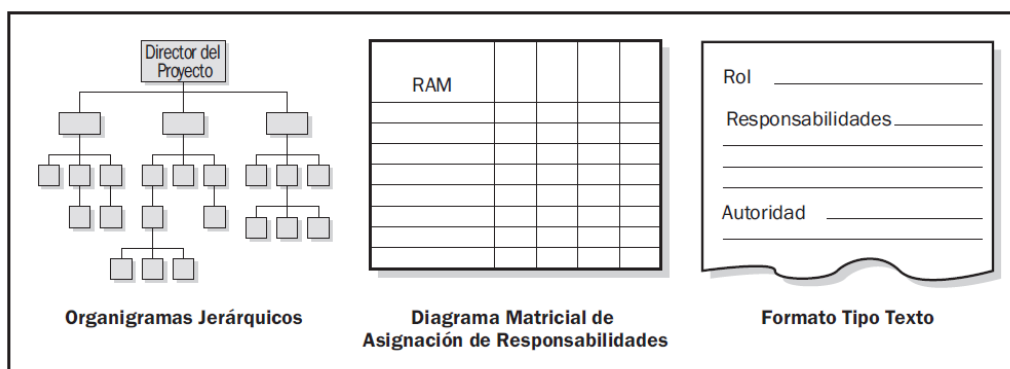 Director del
Proyecto
Organigramas Jerárquicos
RAM
Diagrama Matricial de
Asignación de Responsabilidades
Rol
Responsabilidades
Autoridad
Formato Tipo Texto